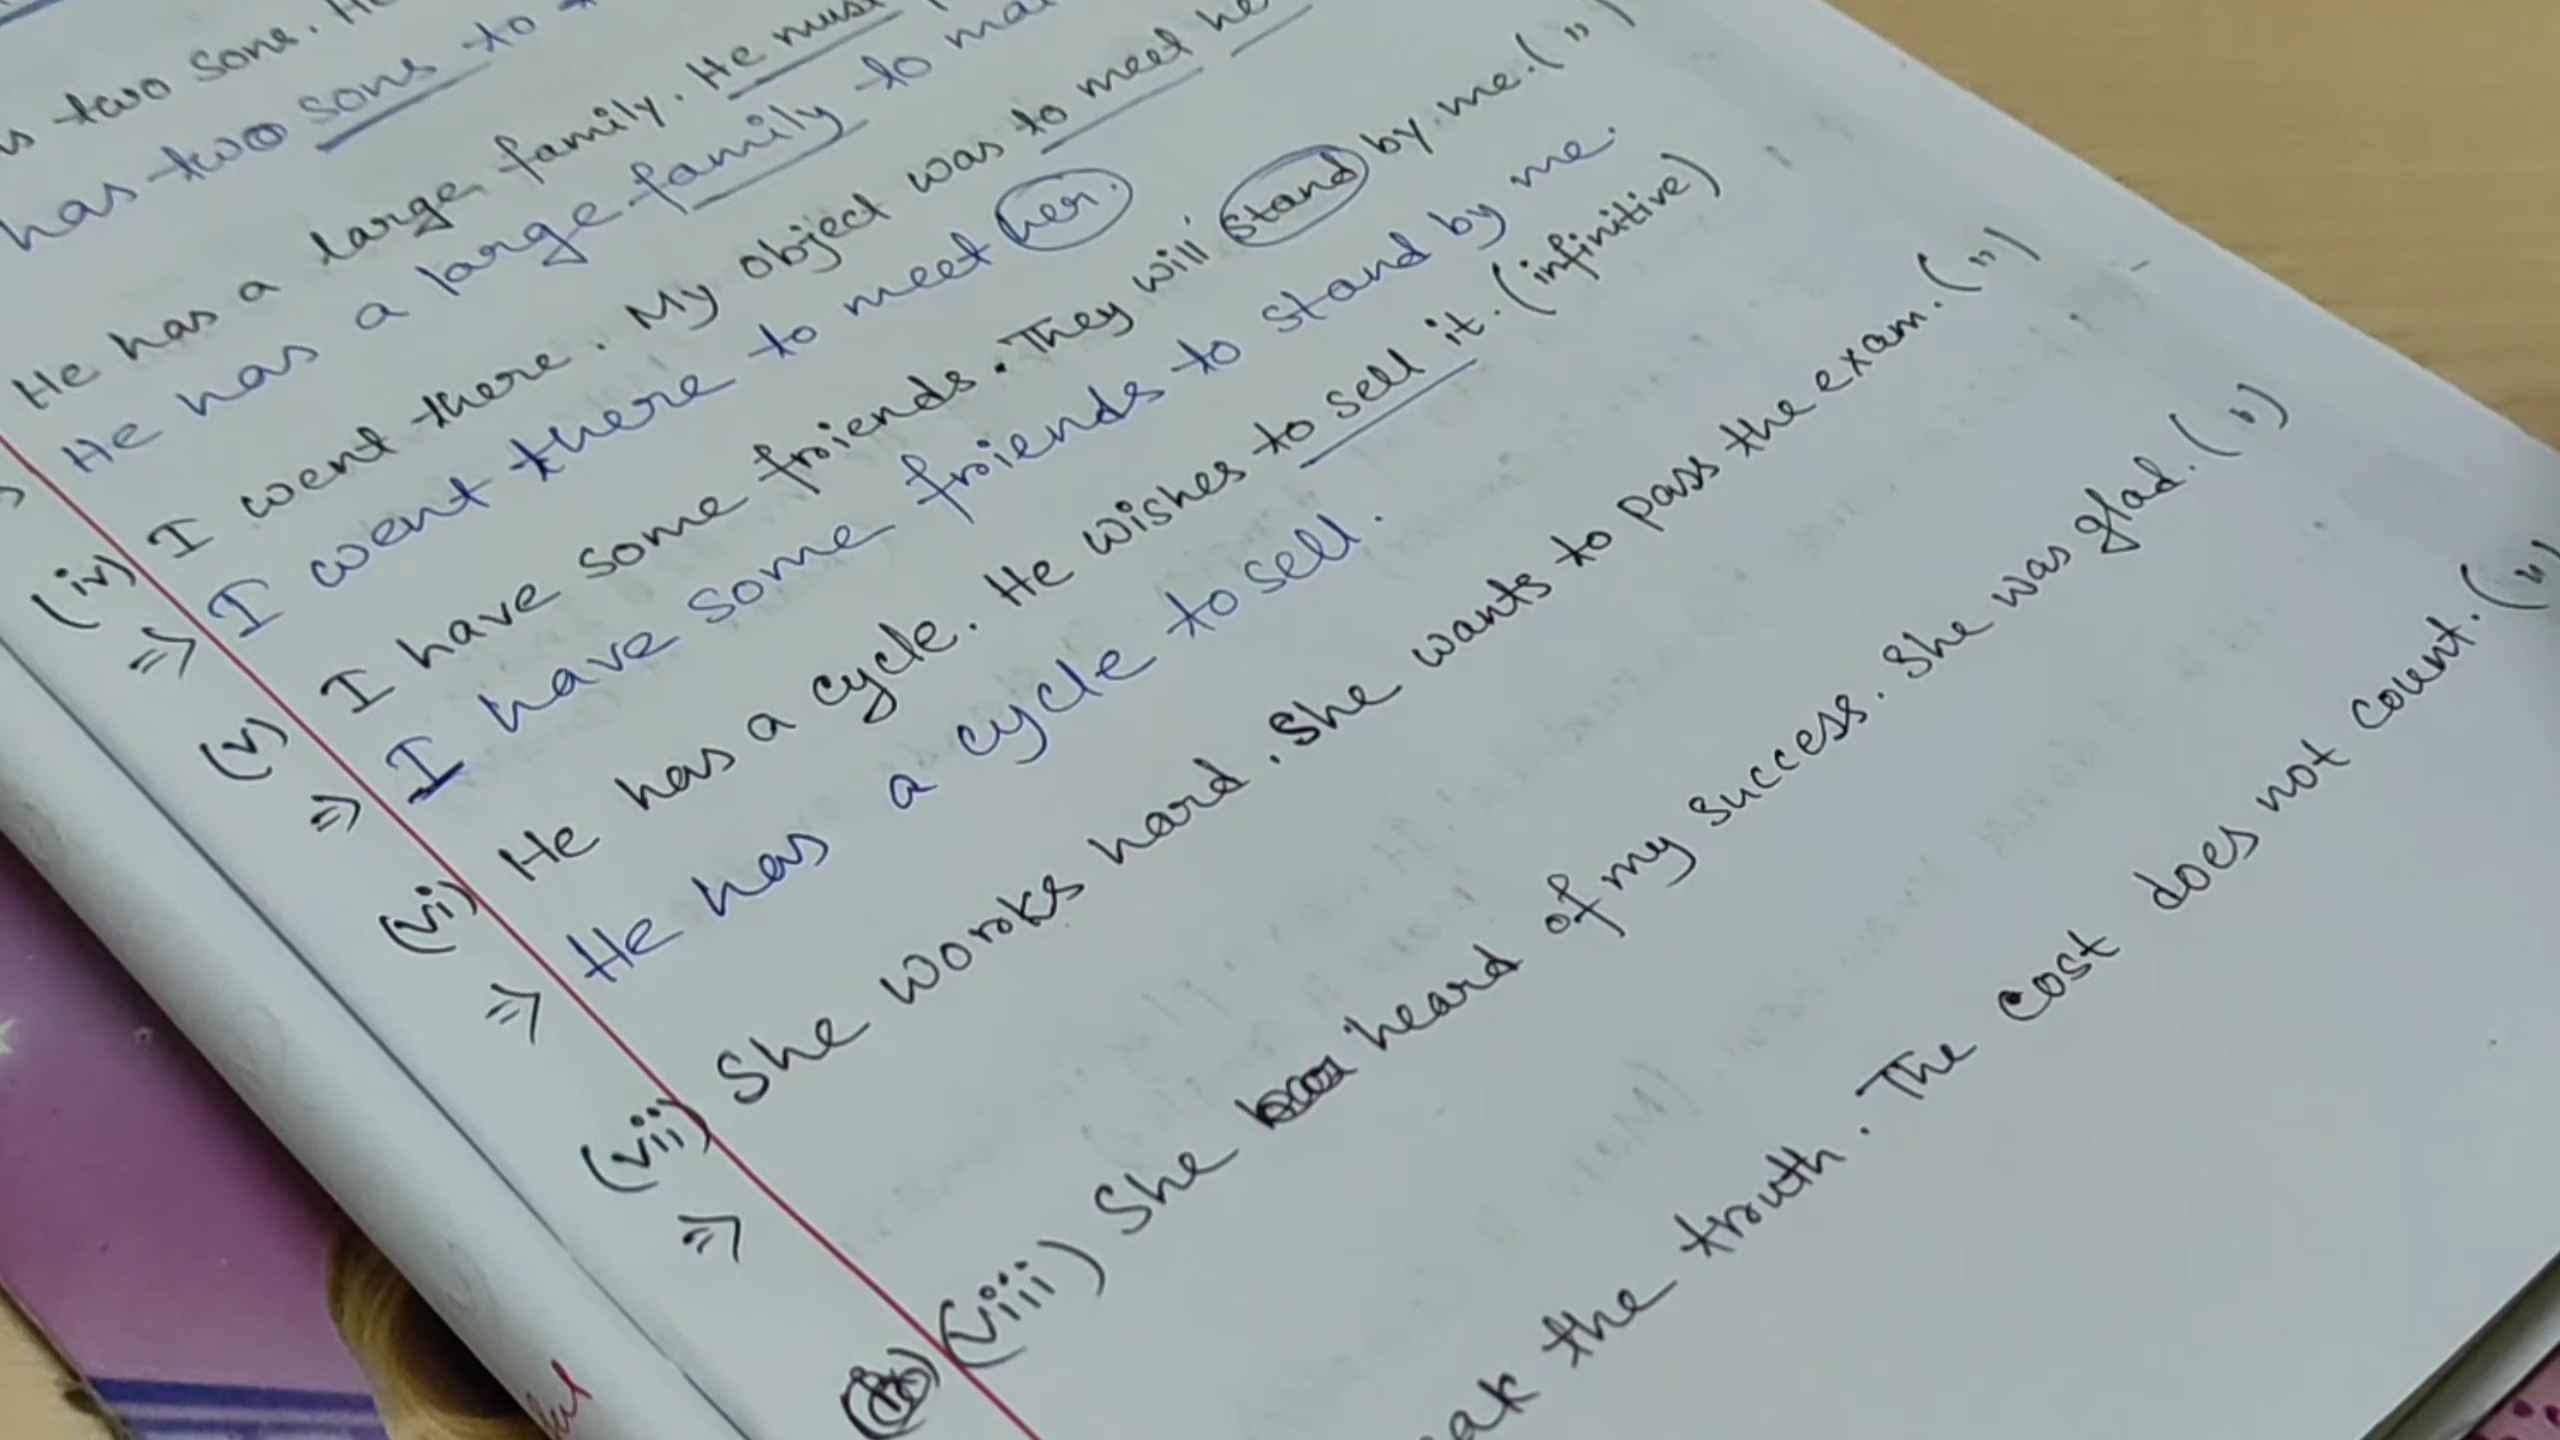 two sons. He
has two sons to
He has a large family. He must
He has a large family to
(iv) I went there. My object was to meet
=> I went there to meet her.
(v) I have some friends. They will stand by me. (")
=> I have some friends to stand by me.
(vi) He has a cycle. He wishes to sell it. (infinitive)
=> He has a cycle to sell.
(vii) She works hard. She wants to pass the exam. (")
=>
(viii) She heard of my success. She was glad. (")
the truth. The cost does not count. (")